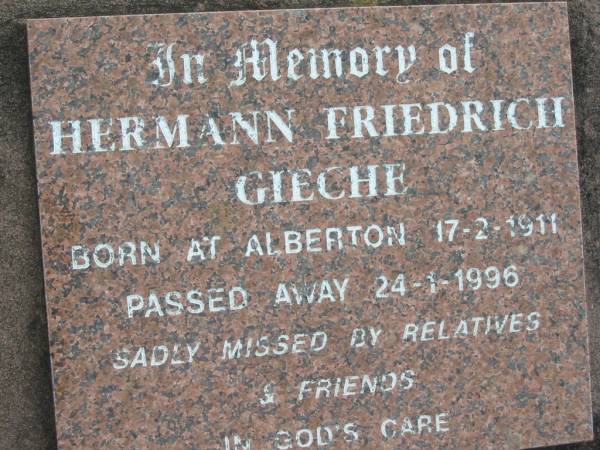 In Memory of
HERMANN FRIEDRICH
GIECHE
BORN AT ALBERTON 17-2-1911
PASSED AWAY 24-1-1996
SADLY MISSED BY RELATIVES
& FRIENDS
IN GOD'S CARE